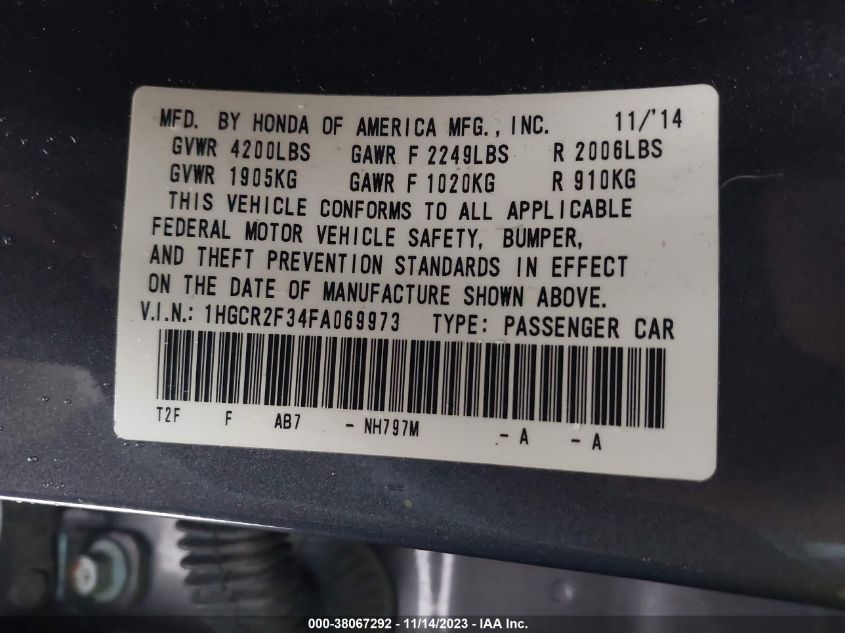 MFD. BY HONDA OF AMERICA MFG., INC. 11/'14
GVWR 4200LBS GAWR F 2249LBS R 2006LBS
GVWR 1905KG GAWR F 1020KG R 910KG
THIS VEHICLE CONFORMS TO ALL APPLICABLE
FEDERAL MOTOR VEHICLE SAFETY, BUMPER,
AND THEFT PREVENTION STANDARDS IN EFFECT
ON THE DATE OF MANUFACTURE SHOWN ABOVE.
V.I.N.: 1HGCR2F34FA069973 TYPE: PASSENGER CAR
T2F F AB7 - NH797M - A - A
000-38067292 - 11/14/2023 - IAA Inc.